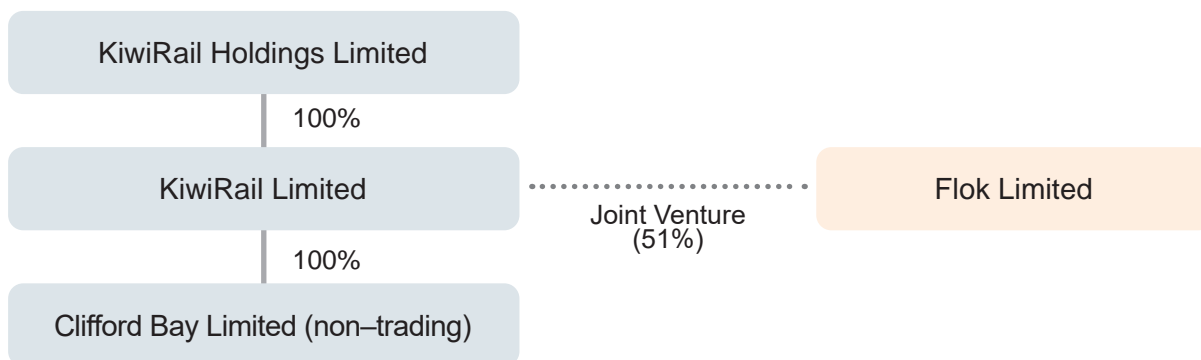 KiwiRail Holdings Limited
100%
KiwiRail Limited
Flok Limited
Joint Venture
(51%)
100%
Clifford Bay Limited (non–trading)